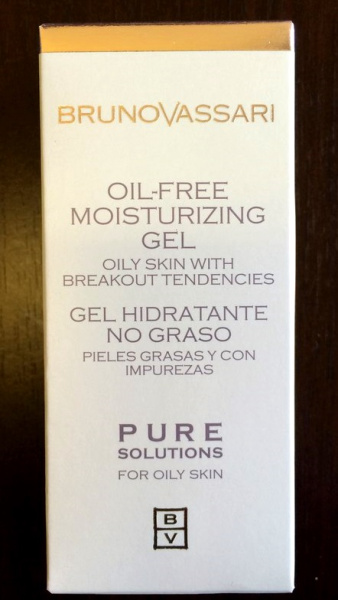 BRUNOVASSARI
OIL-FREE
MOISTURIZING
GEL
OILY SKIN WITH
BREAKOUT TENDENCIES
GEL HIDRATANTE
NO GRASO
PIELES GRASAS Y CON
IMPUREZAS
PURE
SOLUTIONS
FOR OILY SKIN
B
V